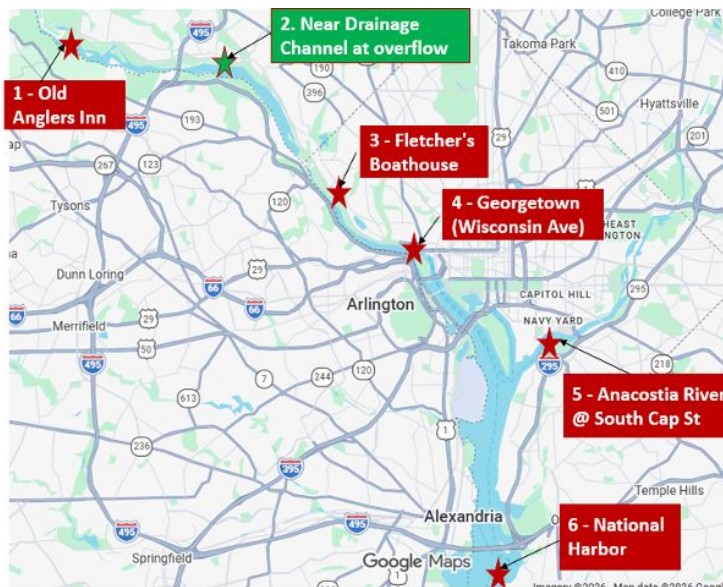 College Park
495
2. Near Drainage
Channel at overflow
Takoma Park
1 - Old
Anglers Inn
190
396
29
410
Hyattsville
495
193
501
201
3 - Fletcher's
Boathouse
267
123
120
1
Tysons
4 - Georgetown
(Wisconsin Ave)
29
66
Dunn Loring
66
Arlington
CAPITOL HILL
295
NAVY YARD
Merrifield
29
50
244
120
7
295
218
495
613
5 - Anacostia River
@ South Cap St
236
1
395
Temple Hills
Alexandria
6 - National
Harbor
495
495
Springfield
Google Maps